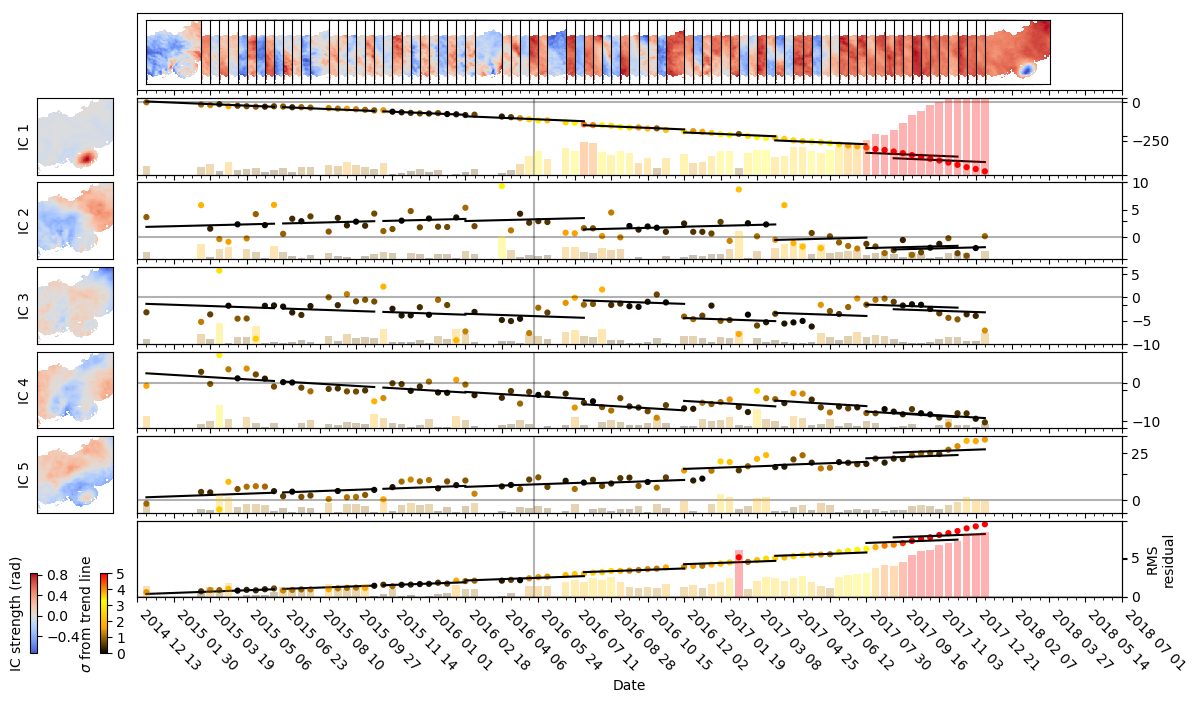 IC 1
0
−250
IC 2
10
5
0
IC 3
5
0
−5
−10
IC 4
0
−10
IC 5
25
0
RMS
residual
5
0
IC strength (rad)
0.8
0.4
0.0
−0.4
σ from trend line
5
4
3
2
1
0
2014 12 13
2015 01 30
2015 03 19
2015 05 06
2015 06 23
2015 08 10
2015 09 27
2015 11 14
2016 01 01
2016 02 18
2016 04 06
2016 05 24
2016 07 11
2016 08 28
2016 10 15
2016 12 02
2017 01 19
2017 03 08
2017 04 25
2017 06 12
2017 07 30
2017 09 16
2017 11 03
2017 12 21
2018 02 07
2018 03 27
2018 05 14
2018 07 01
Date